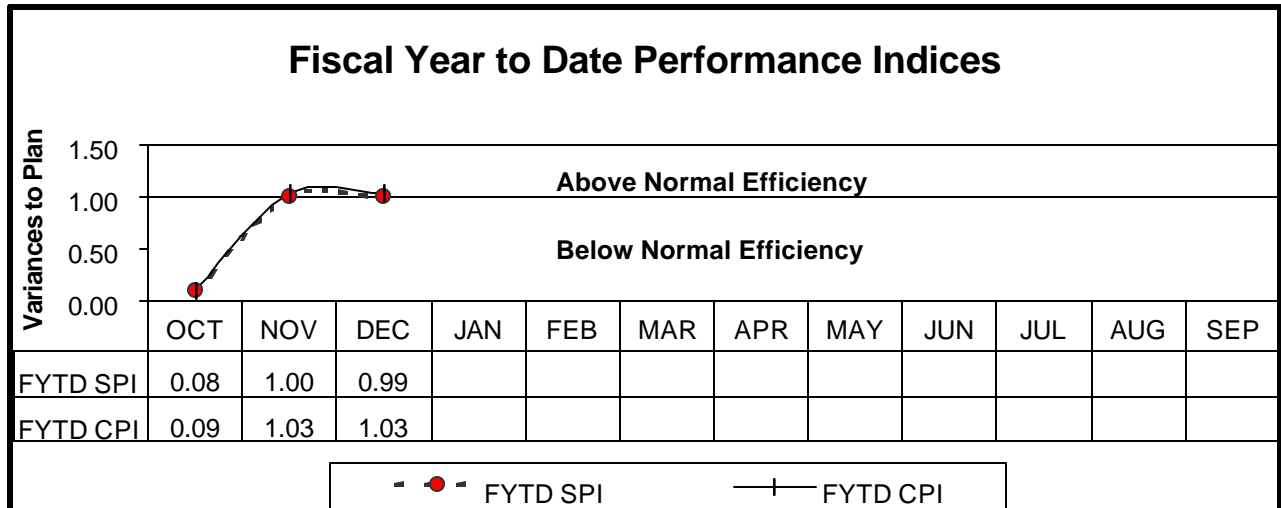 Fiscal Year to Date Performance Indices
Variances to Plan
1.50
Above Normal Efficiency
1.00
0.50
Below Normal Efficiency
0.00
OCT NOV DEC JAN FEB MAR APR MAY JUN JUL AUG SEP
FYTD SPI 0.08 1.00 0.99
FYTD CPI 0.09 1.03 1.03
FYTD SPI FYTD CPI